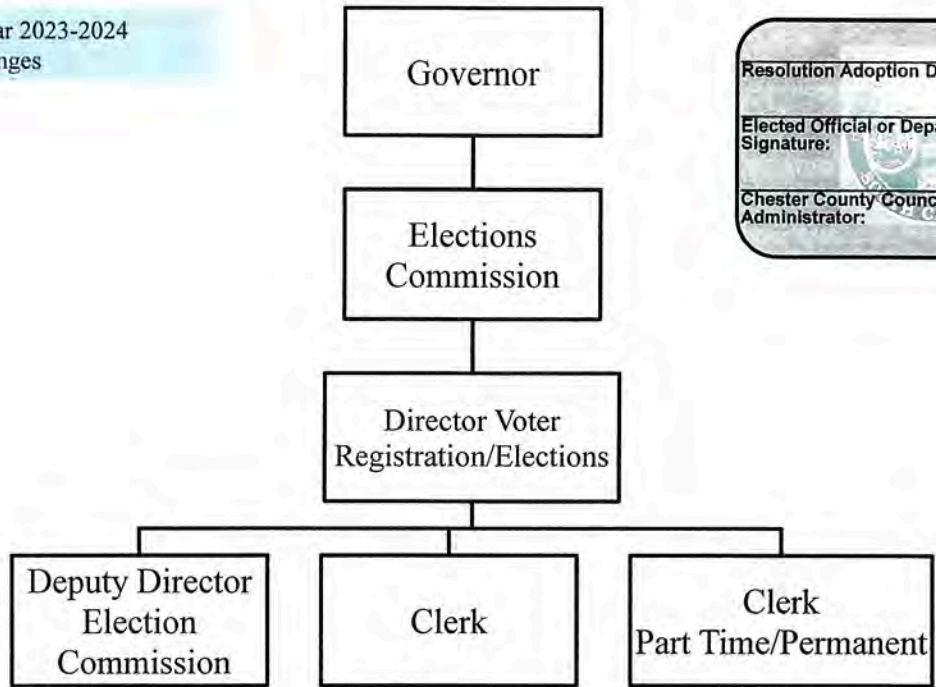 ar 2023-2024
nges
Governor
Resolution Adoption D
Elected Official or Depa
Signature:
Chester County Counc
Administrator:
Elections
Commission
Director Voter
Registration/Elections
Deputy Director
Election
Commission
Clerk
Clerk
Part Time/Permanent